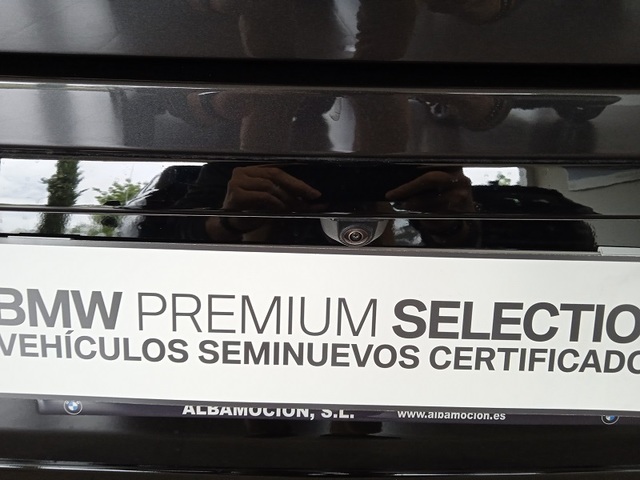 BMW PREMIUM SELECTIO
VEHÍCULOS SEMINUEVOS CERTIFICADO
ALBAMOCION, S.L.
www.albamocion.es